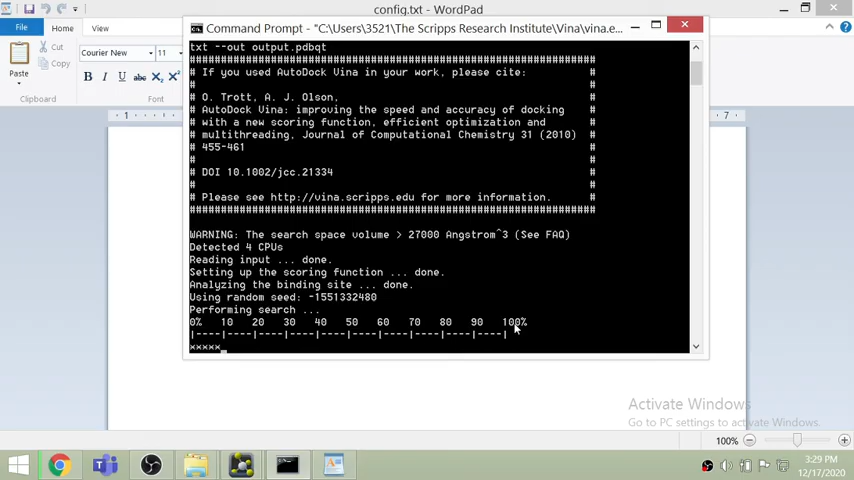 config.txt - WordPad
File
Home
View
Paste
Cut
Copy
Clipboard
Courier New
11
B I U X₂ X²
Font
Command Prompt - "C:\Users\3521\The Scripps Research Institute\Vina\vina.e...
txt --out output.pdbqt
#################################################################
# If you used AutoDock Vina in your work, please cite: #
# #
# O. Trott, A. J. Olson, #
# AutoDock Vina: improving the speed and accuracy of docking #
# with a new scoring function, efficient optimization and #
# multithreading, Journal of Computational Chemistry 31 (2010) #
# 455-461 #
# #
# DOI 10.1002/jcc.21334 #
# #
# Please see http://vina.scripps.edu for more information. #
#################################################################
WARNING: The search space volume > 27000 Angstrom^3 (See FAQ)
Detected 4 CPUs
Reading input ... done.
Setting up the scoring function ... done.
Analyzing the binding site ... done.
Using random seed: -1551332480
Performing search ...
0% 10 20 30 40 50 60 70 80 90 100%
|----|----|----|----|----|----|----|----|----|----|
*****
1
7
Activate Windows
Go to PC settings to activate Windows.
100%
3:29 PM
12/17/2020